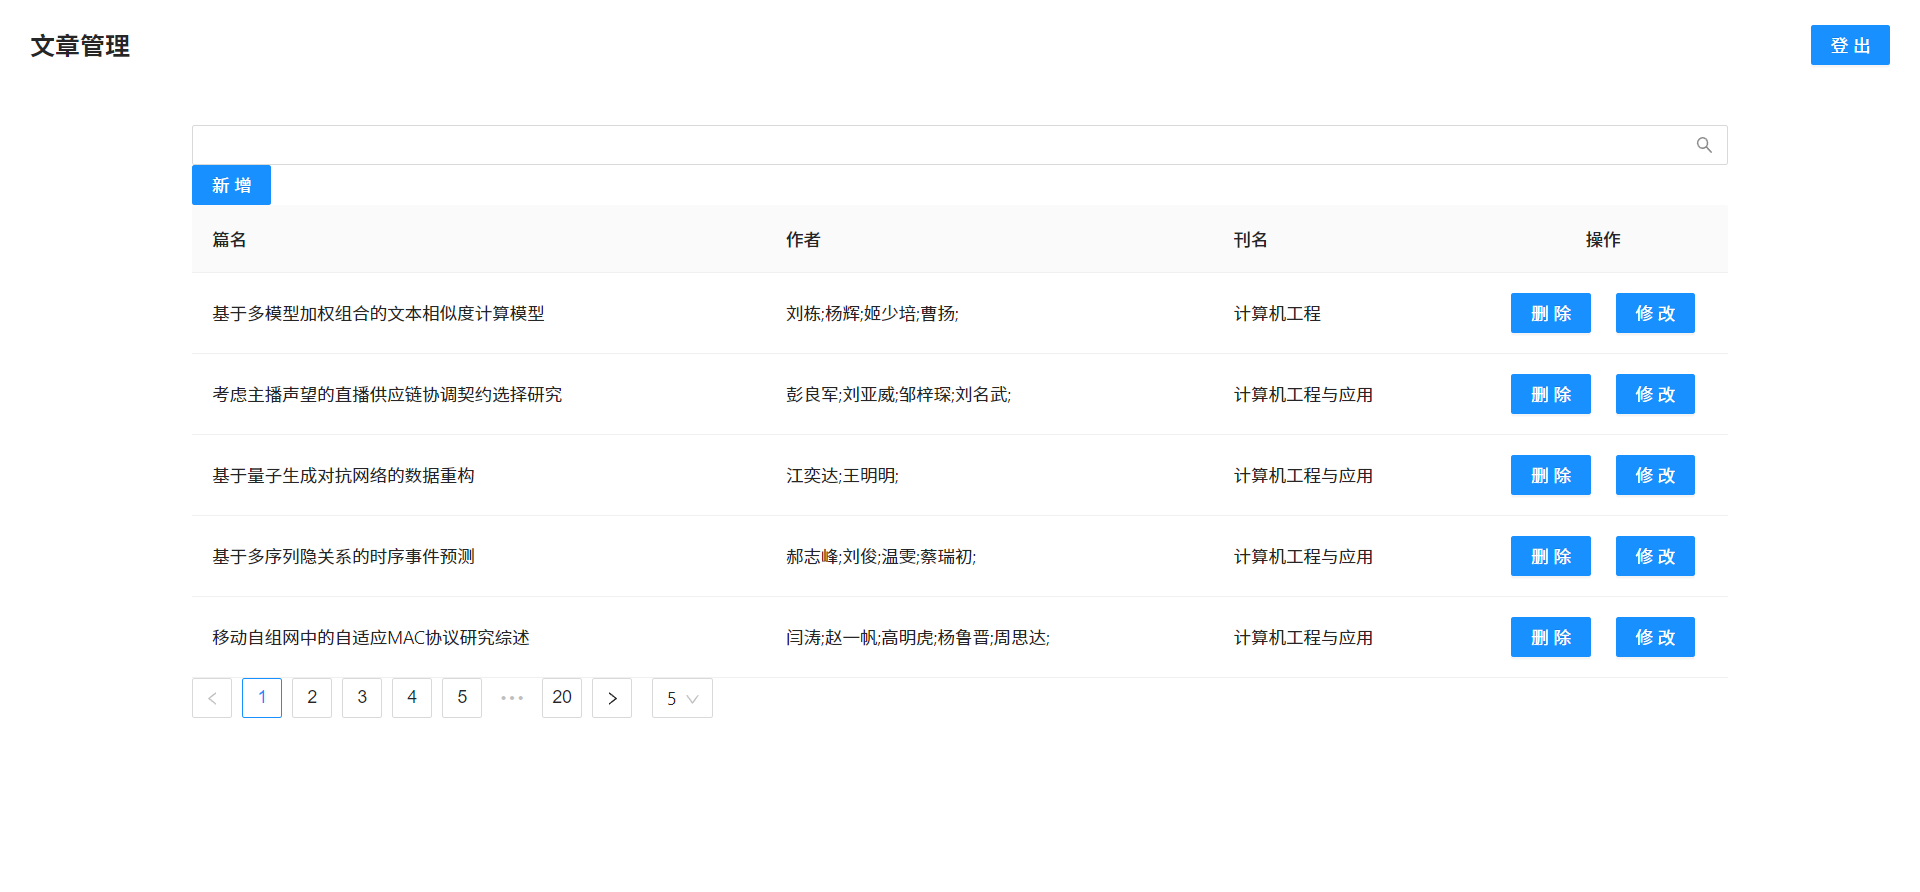 文章管理 登 出
新 增
篇名 作者 刊名 操作
基于多模型加权组合的文本相似度计算模型 刘栋;杨辉;姬少培;曹扬; 计算机工程 删 除 修 改
考虑主播声望的直播供应链协调契约选择研究 彭良军;刘亚威;邹梓琛;刘名武; 计算机工程与应用 删 除 修 改
基于量子生成对抗网络的数据重构 江奕达;王明明; 计算机工程与应用 删 除 修 改
基于多序列隐关系的时序事件预测 郝志峰;刘俊;温雯;蔡瑞初; 计算机工程与应用 删 除 修 改
移动自组网中的自适应MAC协议研究综述 闫涛;赵一帆;高明虎;杨鲁晋;周思达; 计算机工程与应用 删 除 修 改
< 1 2 3 4 5 ••• 20 > 5